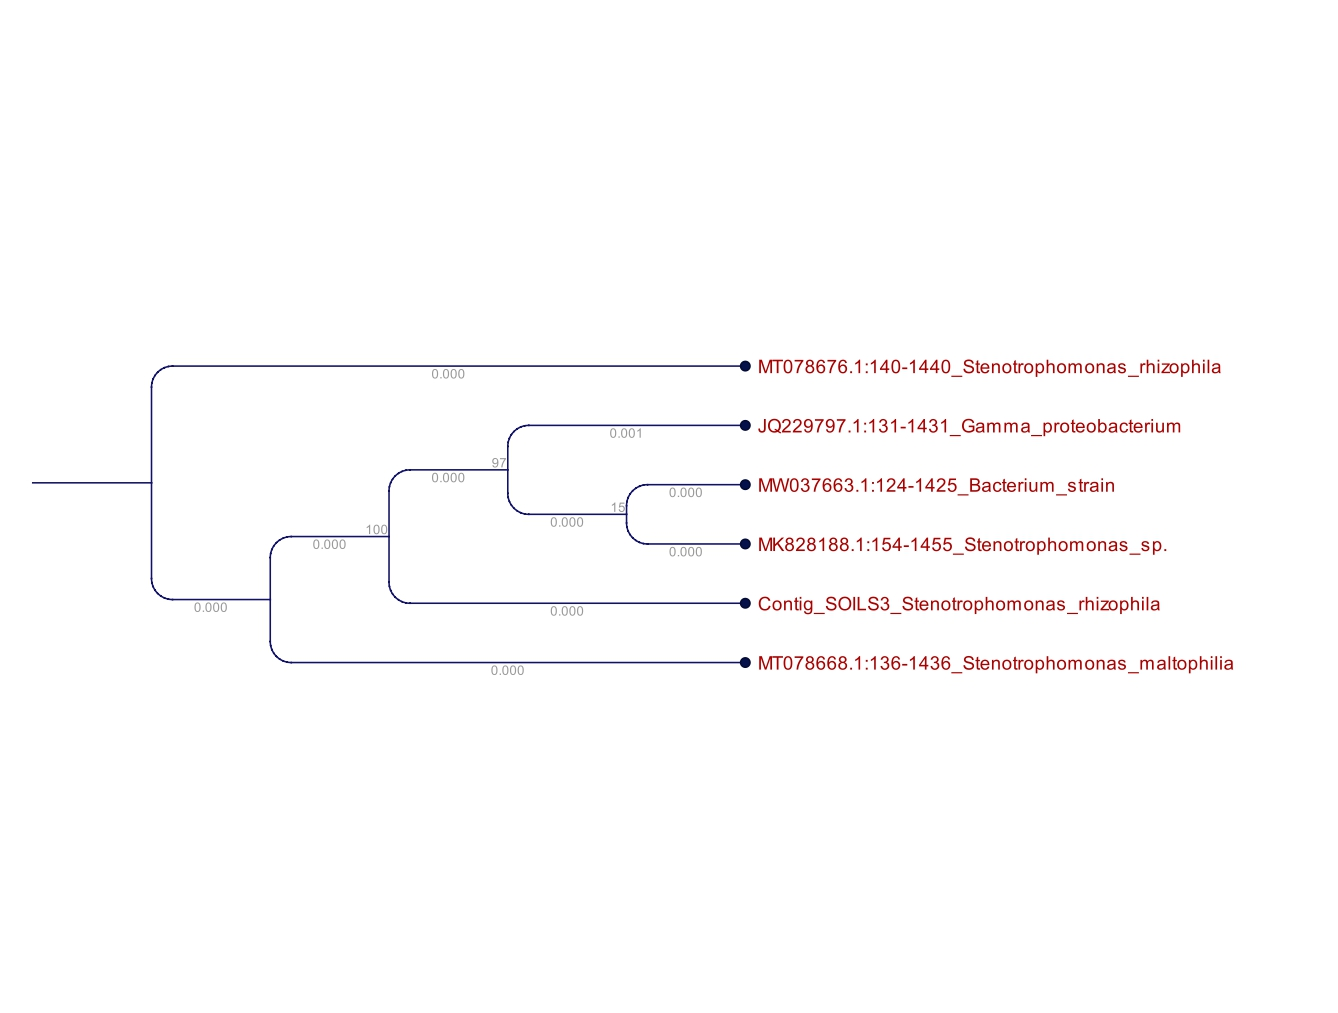 MT078676.1:140-1440_Stenotrophomonas_rhizophila
0.000
JQ229797.1:131-1431_Gamma_proteobacterium
0.001
97
0.000
MW037663.1:124-1425_Bacterium_strain
0.000
15
0.000
100
0.000
MK828188.1:154-1455_Stenotrophomonas_sp.
0.000
Contig_SOILS3_Stenotrophomonas_rhizophila
0.000
0.000
MT078668.1:136-1436_Stenotrophomonas_maltophilia
0.000